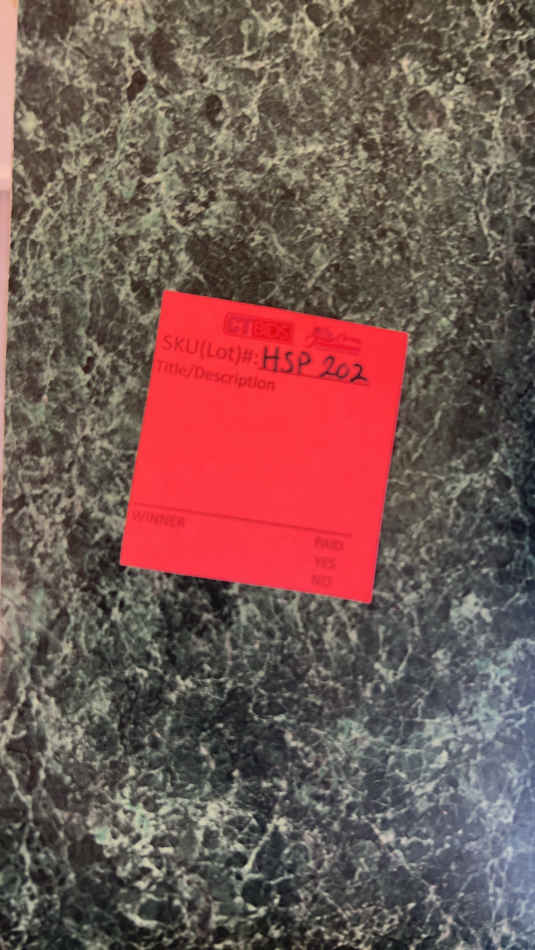 CTBIDS
SKU(Lot)#: HSP 202
Title/Description
WINNER
PAID
YES
NO